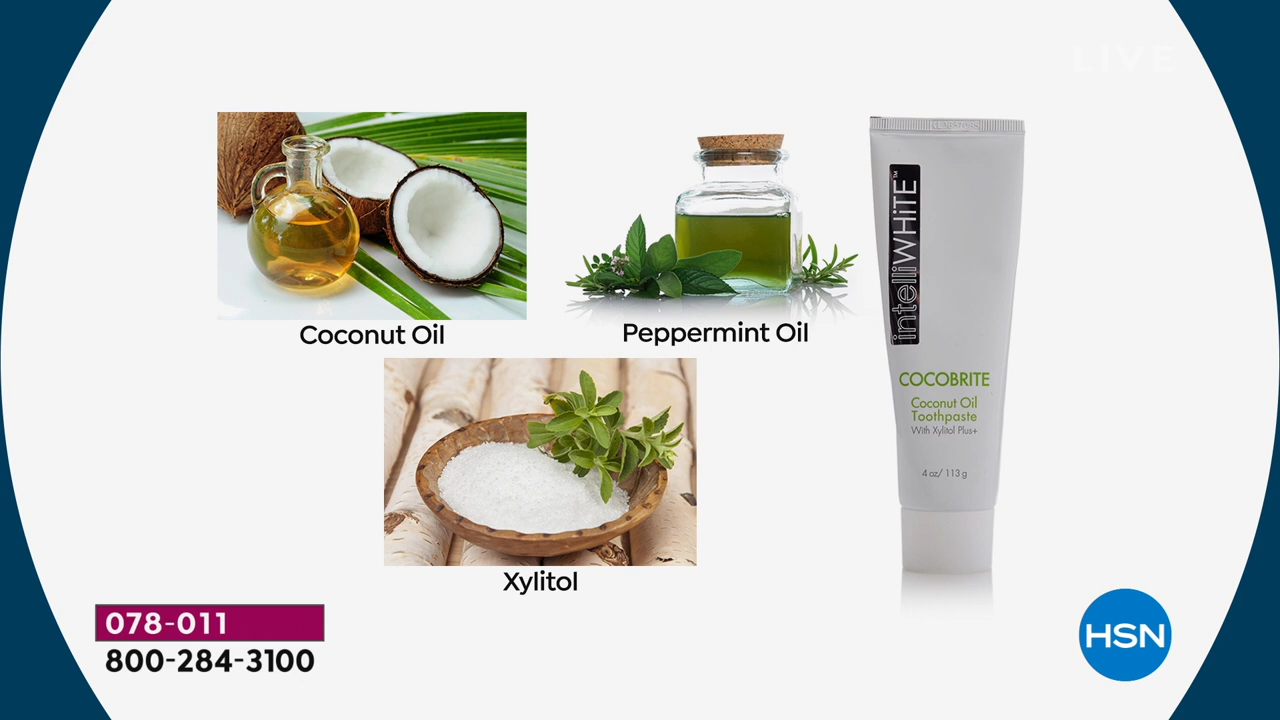 LIVE
Coconut Oil
Peppermint Oil
Xylitol
intelliWHiTE™
COCOBRITE
Coconut Oil
Toothpaste
With Xylitol Plus+
4 oz/ 113 g
078-011
800-284-3100
HSN